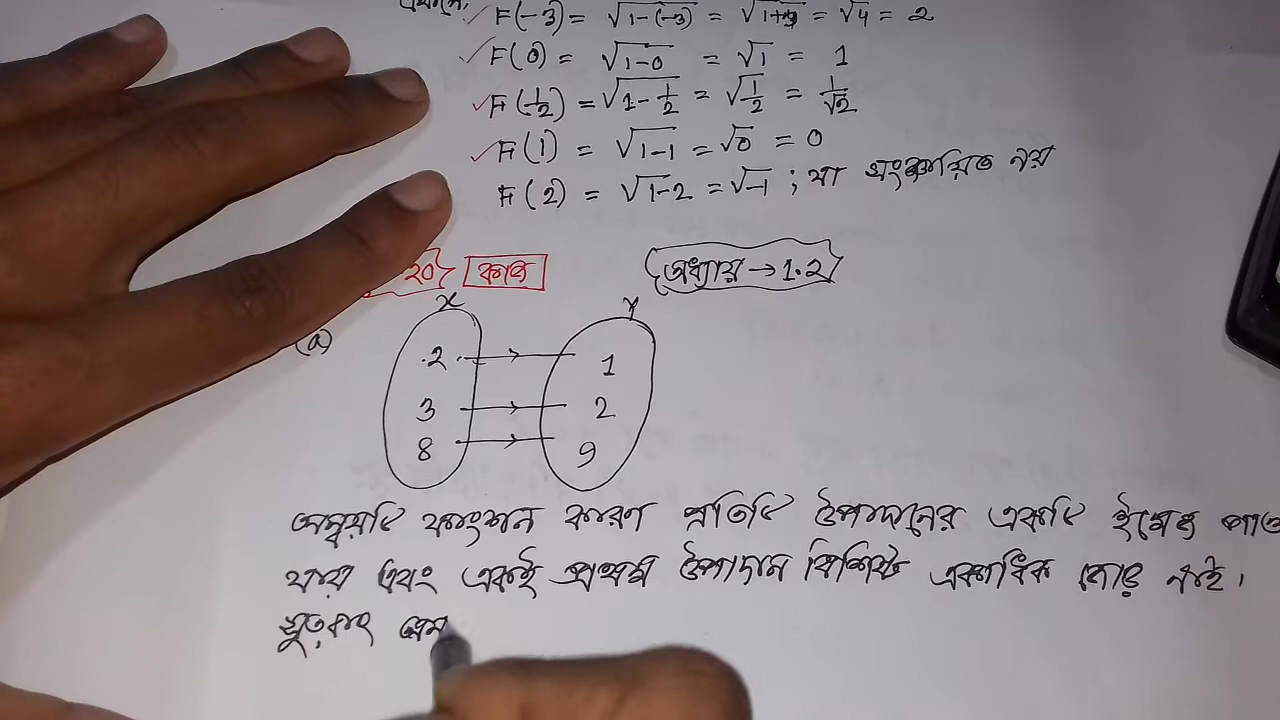 F(-3) = √1-(-3) = √1+3 = √4 = 2
F(0) = √1-0 = √1 = 1
F(1/2) = √1-1/2 = √1/2 = 1/√2
F(1) = √1-1 = √0 = 0
F(2) = √1-2 = √-1 ; যা সংজ্ঞায়িত নয়
20 কাজ অধ্যায় → 1.2
(a) x y
2 1
3 2
8 9
অন্বয়টি ফাংশন কারণ প্রতিটি উপাদানের একটি ইমেজ
যায় এবং একই প্রথম উপাদান বিশিষ্ট একাধিক জোড় নাই।
সুতরাং